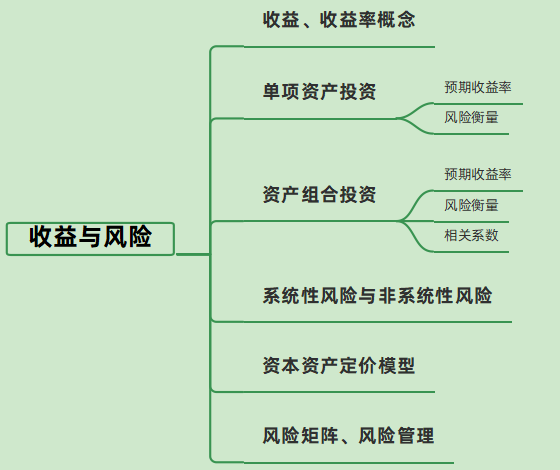 收益、收益率概念
单项资产投资
预期收益率
风险衡量
资产组合投资
预期收益率
风险衡量
相关系数
收益与风险
系统性风险与非系统性风险
资本资产定价模型
风险矩阵、风险管理